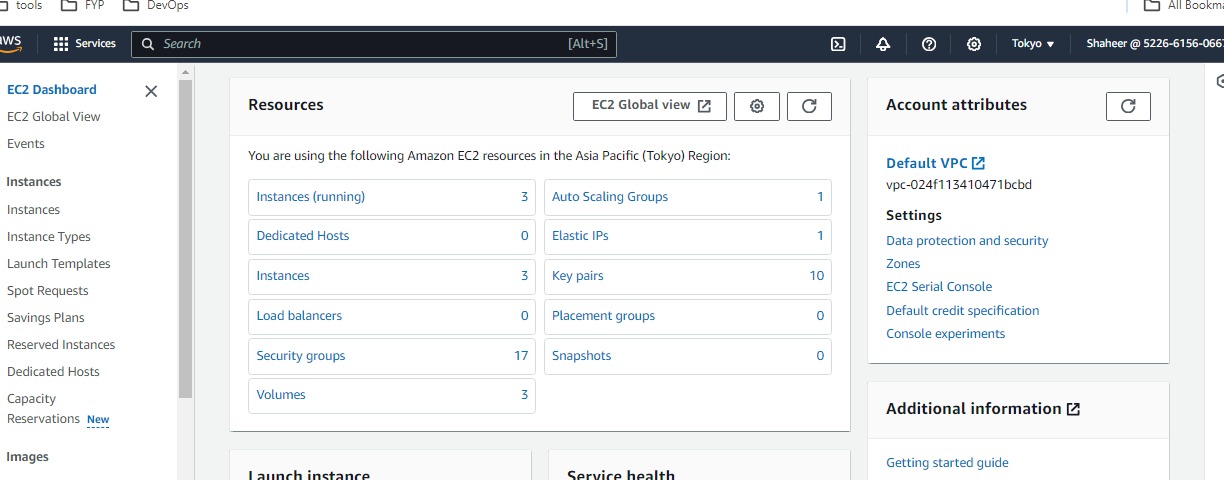 tools FYP DevOps All Bookma
aws Services Search [Alt+S] Tokyo Shaheer @ 5226-6156-066
EC2 Dashboard
EC2 Global View
Events
Instances
Instances
Instance Types
Launch Templates
Spot Requests
Savings Plans
Reserved Instances
Dedicated Hosts
Capacity
Reservations New
Images
Resources EC2 Global view
You are using the following Amazon EC2 resources in the Asia Pacific (Tokyo) Region:
Instances (running) 3 Auto Scaling Groups 1
Dedicated Hosts 0 Elastic IPs 1
Instances 3 Key pairs 10
Load balancers 0 Placement groups 0
Security groups 17 Snapshots 0
Volumes 3
Launch instance Service health
Account attributes
Default VPC
vpc-024f113410471bcbd
Settings
Data protection and security
Zones
EC2 Serial Console
Default credit specification
Console experiments
Additional information
Getting started guide